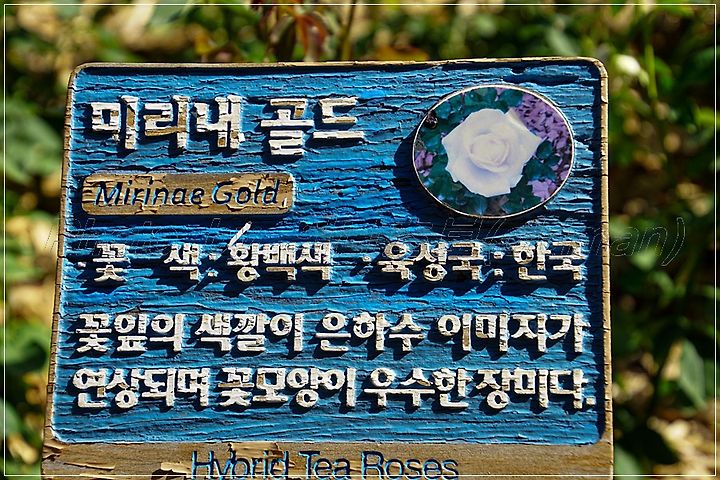 미리내 골드
Mirinae Gold
·꽃 색: 황백색 ·육성국: 한국
꽃잎의 색깔이 은하수 이미지가
연상되며 꽃모양이 우수한 장미다.
Hybrid Tea Roses